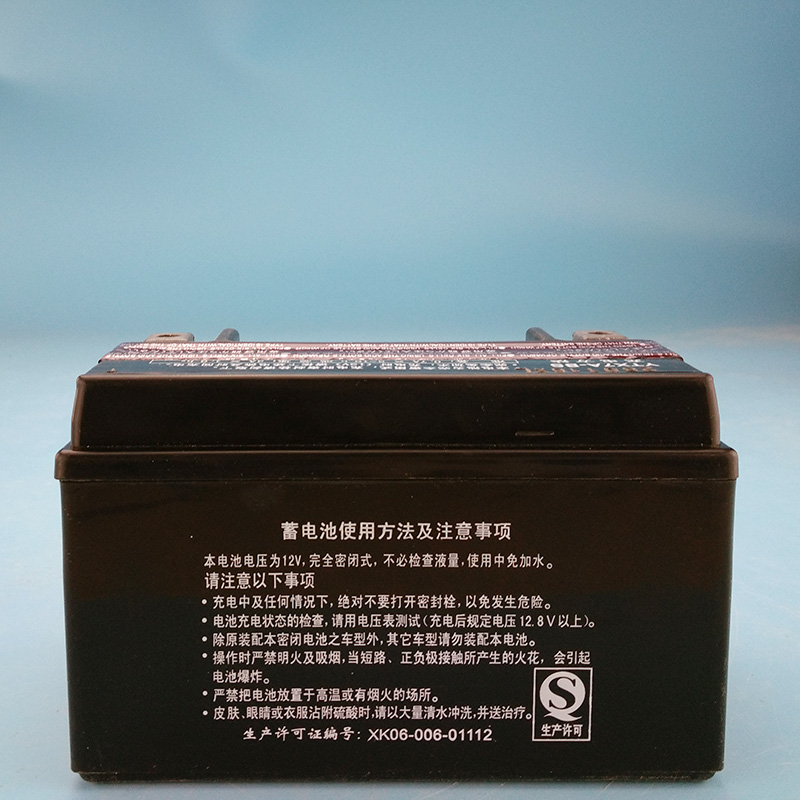 蓄电池使用方法及注意事项
本电池电压为12V,完全密闭式,不必检查液量,使用中免加水。
请注意以下事项
• 充电中及任何情况下,绝对不要打开密封栓,以免发生危险。
• 电池充电状态的检查,请用电压表测试(充电后规定电压12.8V以上)。
• 除原装配本密闭电池之车型外,其它车型请勿装配本电池。
• 操作时严禁明火及吸烟,当短路、正负极接触所产生的火花,会引起
电池爆炸。
• 严禁把电池放置于高温或有烟火的场所。
• 皮肤、眼睛或衣服沾附硫酸时,请以大量清水冲洗,并送治疗。
生产许可
生产许可证编号: XK06-006-01112